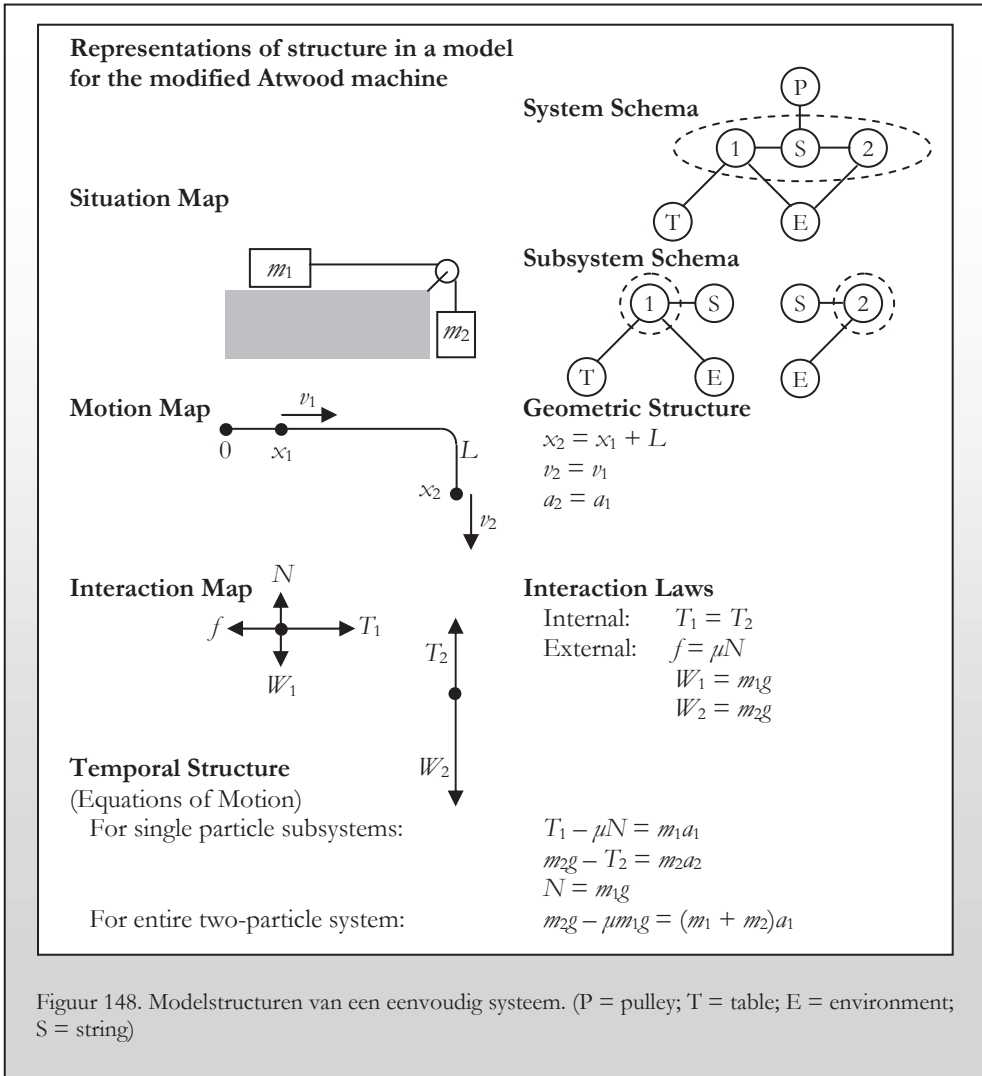 Representations of structure in a model
for the modified Atwood machine
System Schema
P
1
S
2
T
E
Situation Map
m₁
m₂
Subsystem Schema
1
S
S
2
T
E
E
Motion Map
v₁
0
x₁
L
x₂
v₂
Geometric Structure
x₂ = x₁ + L
v₂ = v₁
a₂ = a₁
Interaction Map
N
f
T₁
W₁
T₂
W₂
Interaction Laws
Internal: T₁ = T₂
External: f = μN
W₁ = m₁g
W₂ = m₂g
Temporal Structure
(Equations of Motion)
For single particle subsystems: T₁ – μN = m₁a₁
m₂g – T₂ = m₂a₂
N = m₁g
For entire two-particle system: m₂g – μm₁g = (m₁ + m₂)a₁
Figuur 148. Modelstructuren van een eenvoudig systeem. (P = pulley; T = table; E = environment;
S = string)